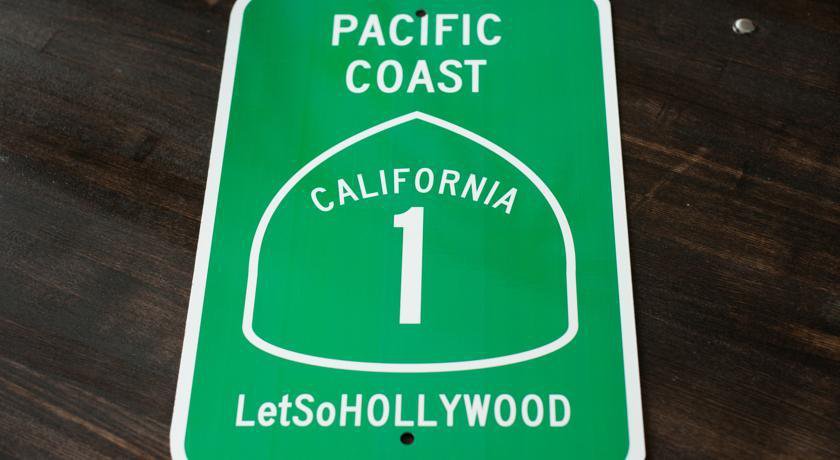 PACIFIC
COAST
CALIFORNIA
1
LetSoHOLLYWOOD